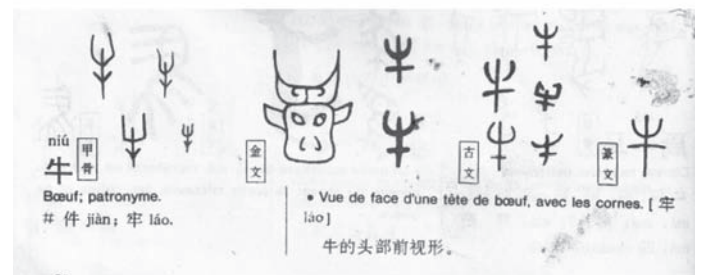 niú
牛
甲骨
金文
古文
篆文
Bœuf; patronyme.
# 件 jiàn; 牢 láo.
• Vue de face d'une tête de bœuf, avec les cornes. [ 牢
láo]
牛的头部前视形。